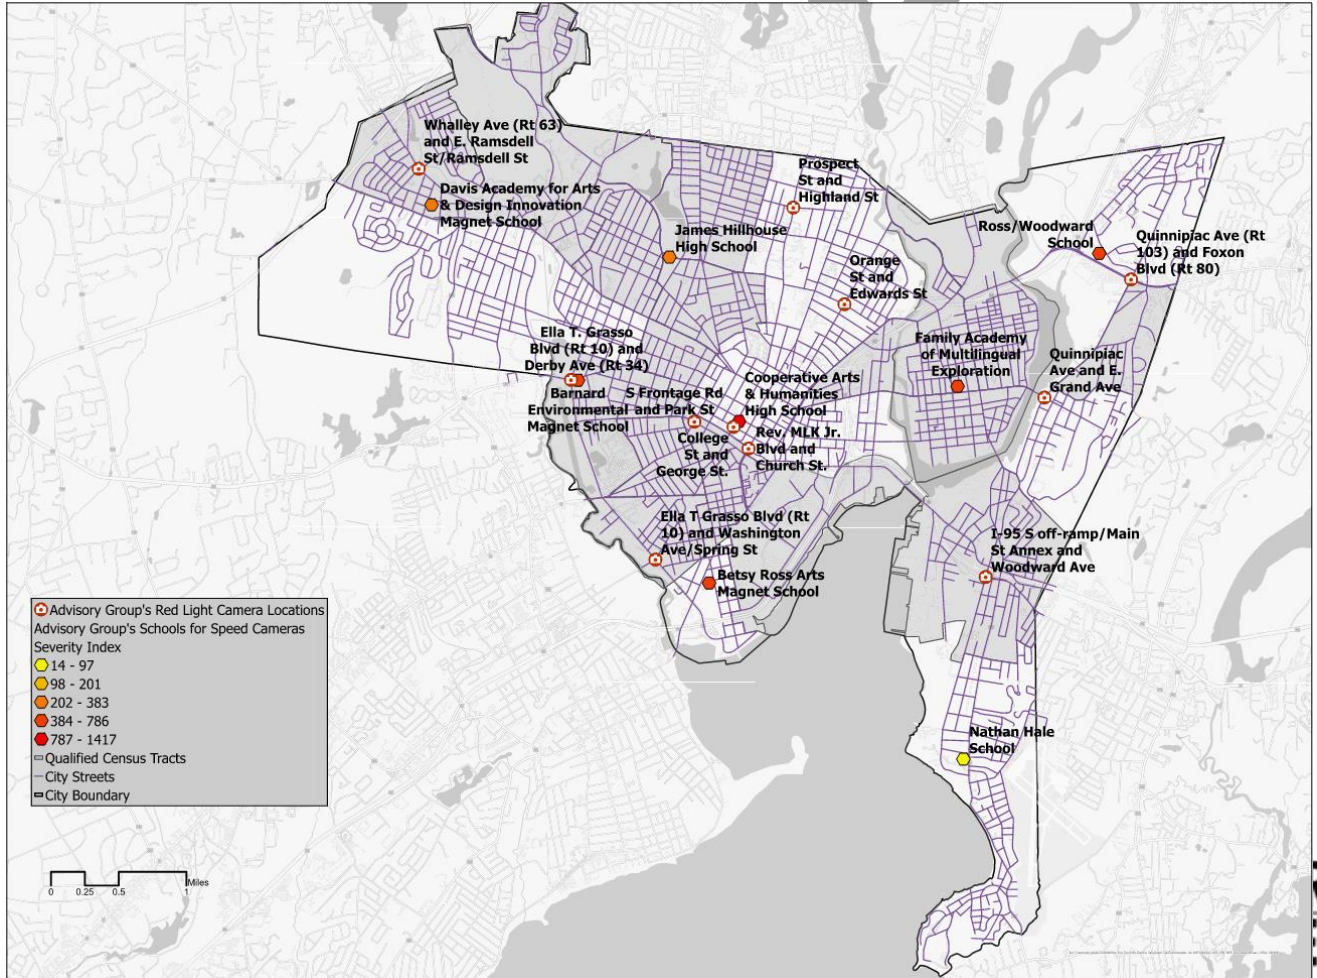 Whalley Ave (Rt 63)
and E. Ramsdell
St/Ramsdell St
Davis Academy for Arts
& Design Innovation
Magnet School
Prospect
St and
Highland St
James Hillhouse
High School
Ross/Woodward
School
Quinnipiac Ave (Rt
103) and Foxon
Blvd (Rt 80)
Orange
St and
Edwards St
Ella T. Grasso
Blvd (Rt 10) and
Derby Ave (Rt 34)
Barnard
Environmental
Magnet School
S Frontage Rd
and Park St
Cooperative Arts
& Humanities
High School
Family Academy
of Multilingual
Exploration
Quinnipiac
Ave and E.
Grand Ave
College
St and
George St.
Rev. MLK Jr.
Blvd and
Church St.
Ella T Grasso Blvd (Rt
10) and Washington
Ave/Spring St
Betsy Ross Arts
Magnet School
I-95 S off-ramp/Main
St Annex and
Woodward Ave
Nathan Hale
School
Advisory Group's Red Light Camera Locations
Advisory Group's Schools for Speed Cameras
Severity Index
14 - 97
98 - 201
202 - 383
384 - 786
787 - 1417
Qualified Census Tracts
City Streets
City Boundary
0 0.25 0.5 1 Miles